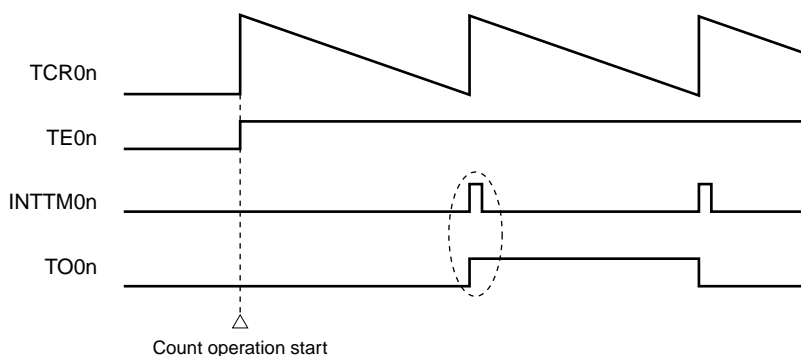 TCR0n
TE0n
INTTM0n
TO0n
Count operation start